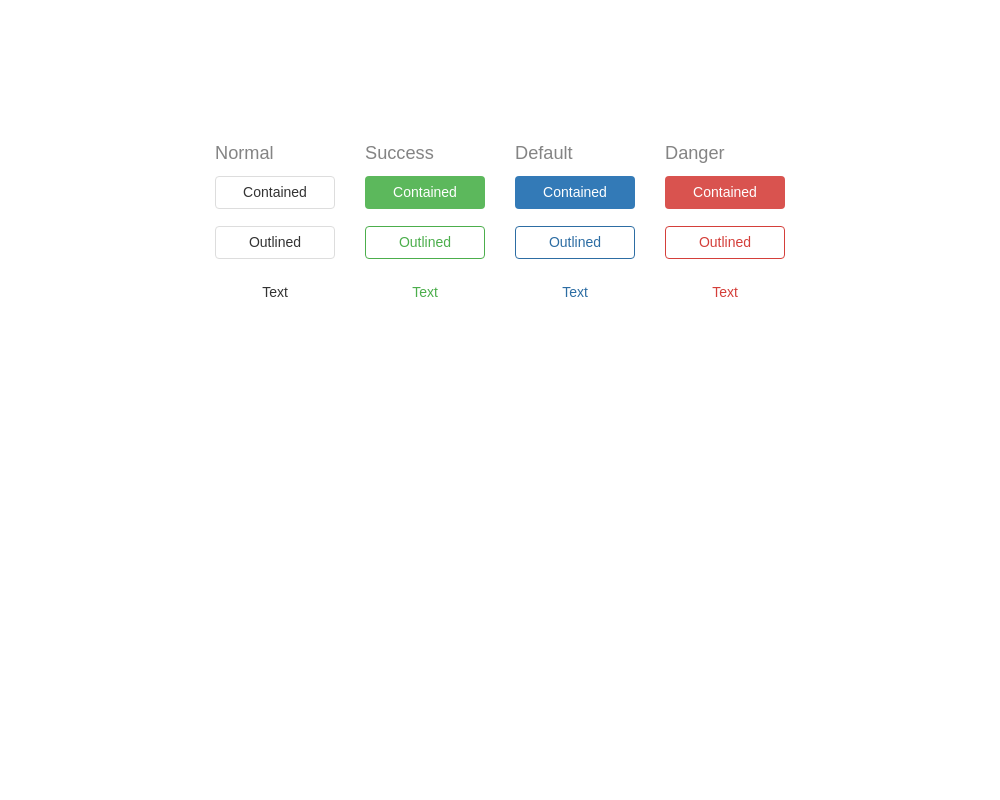 Normal Success Default Danger
Contained Contained Contained Contained
Outlined Outlined Outlined Outlined
Text Text Text Text